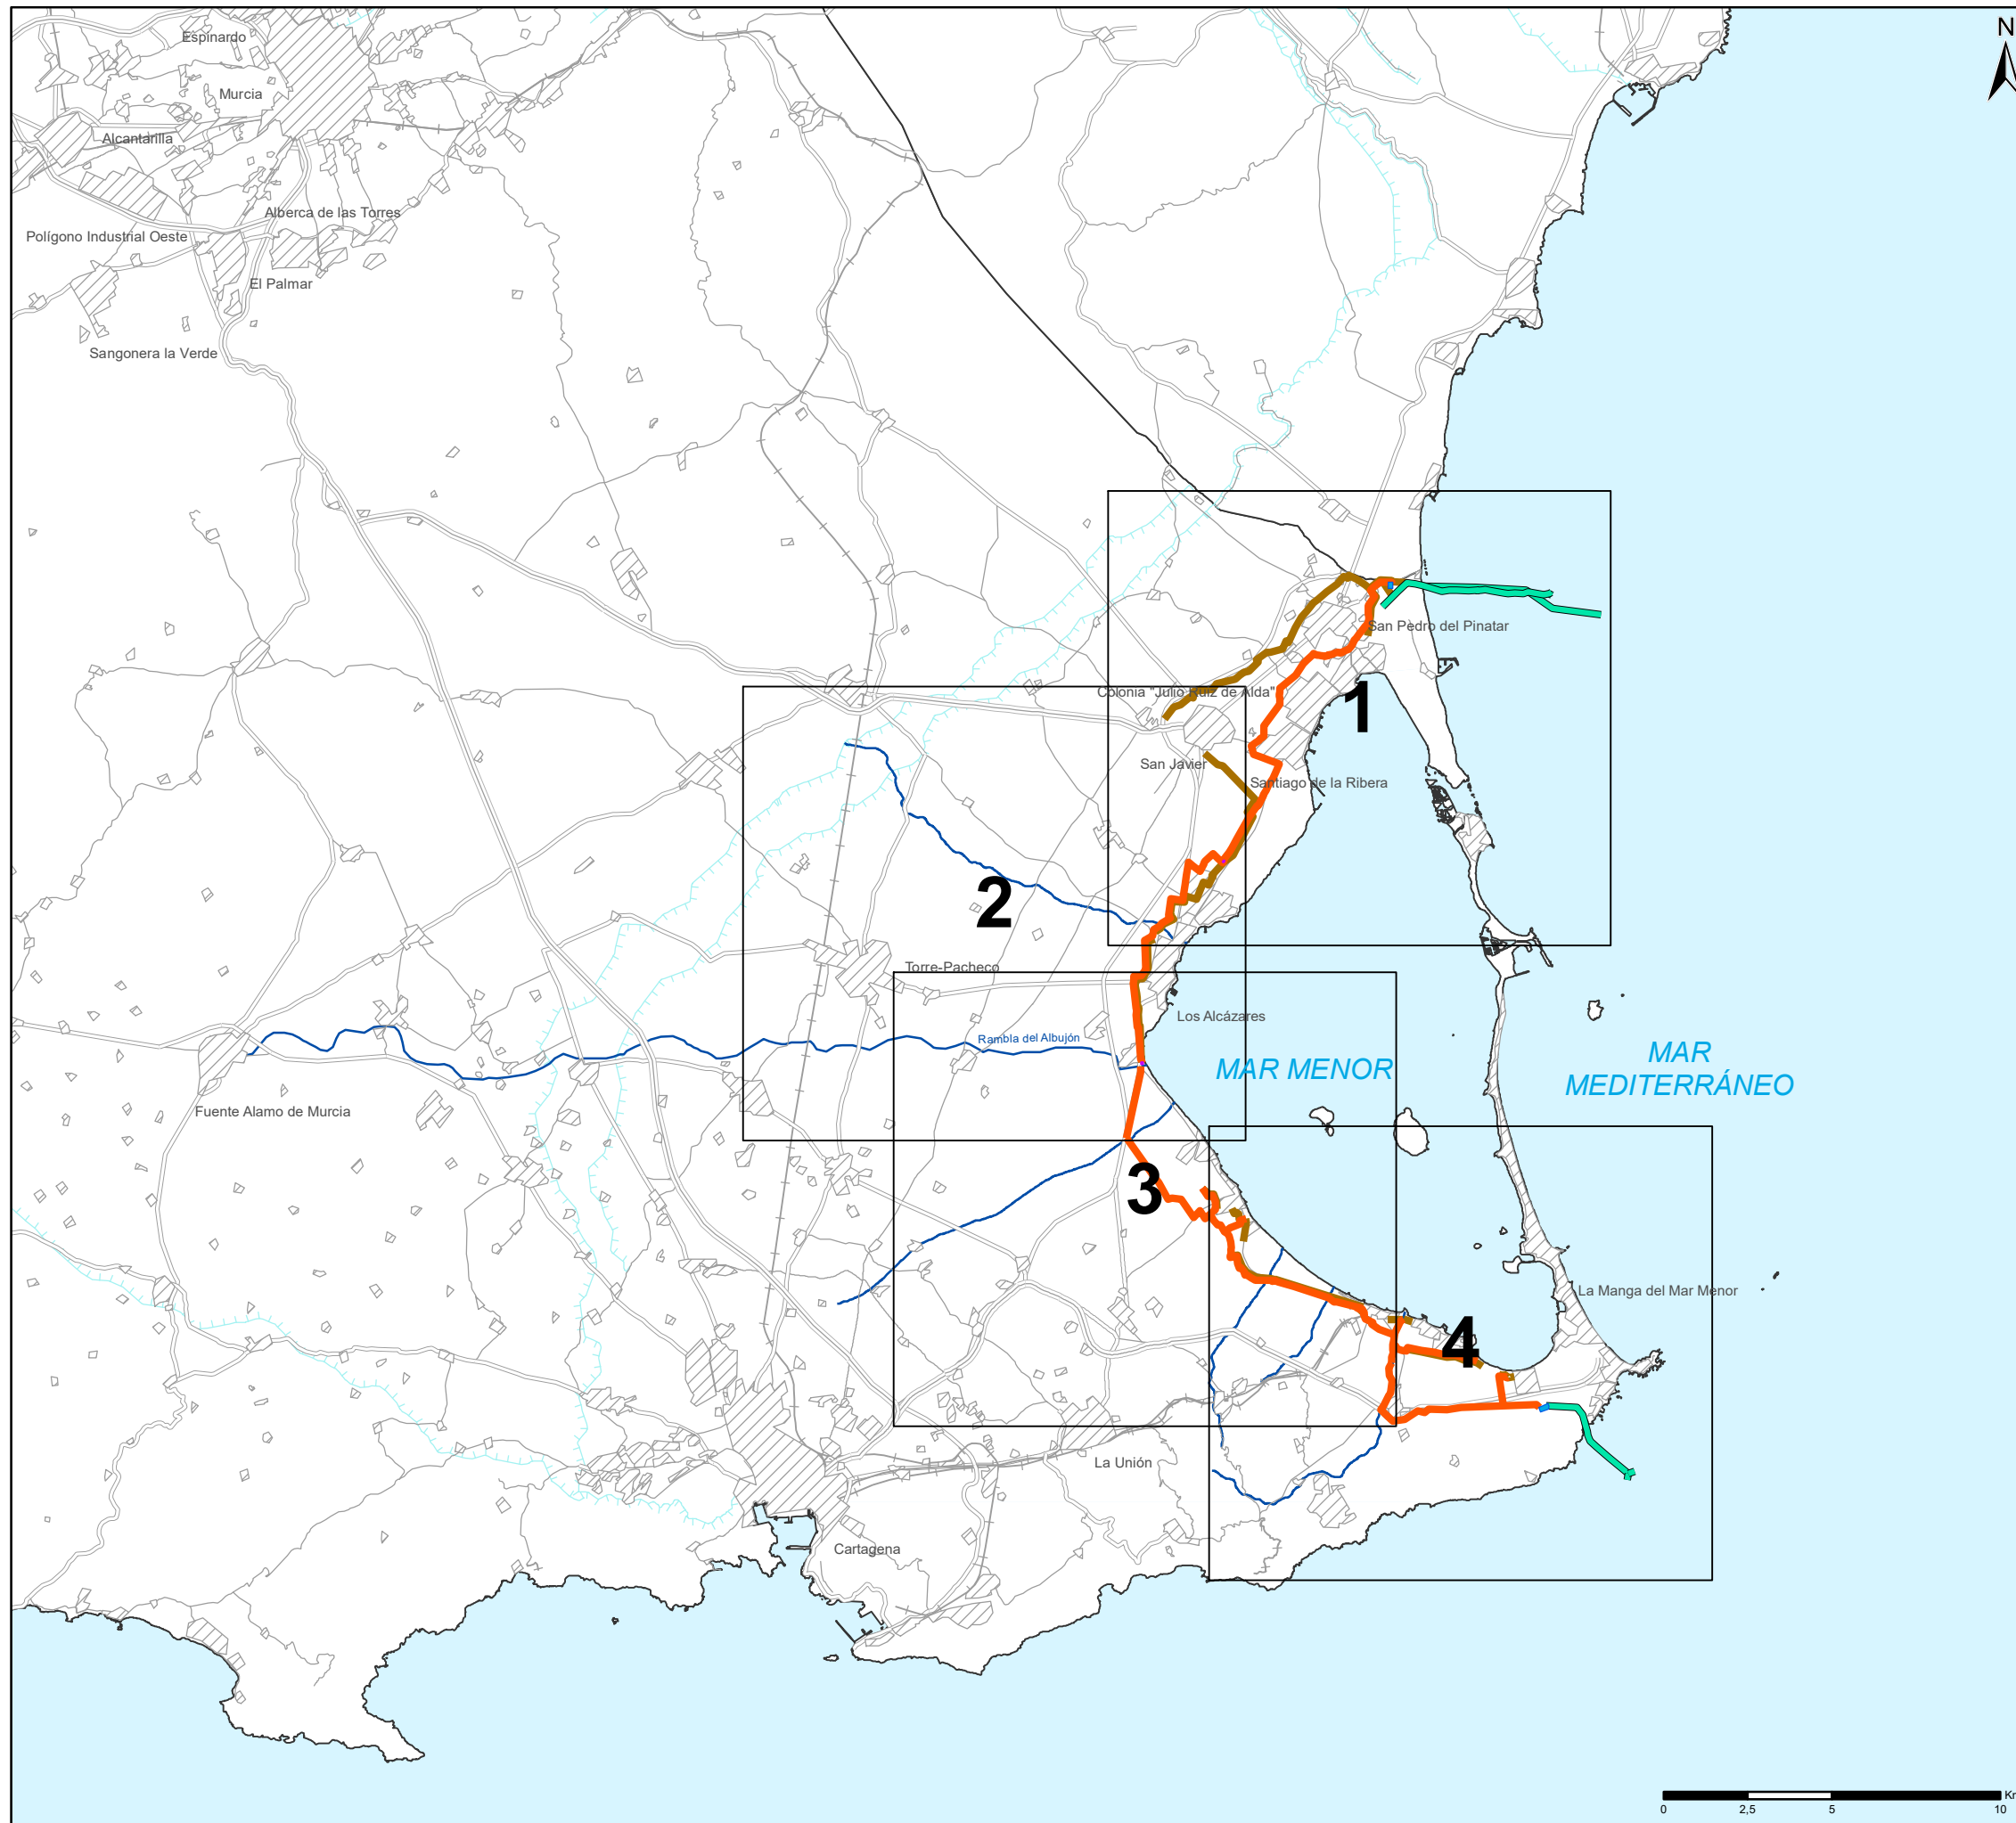 N
Espinardo
Murcia
Alcantarilla
Alberca de las Torres
Polígono Industrial Oeste
El Palmar
Sangonera la Verde
San Pedro del Pinatar
Colonia "Julio Ruiz de Alda"
1
San Javier
Santiago de la Ribera
2
Torre-Pacheco
Los Alcázares
Rambla del Albujón
MAR MENOR
MAR
MEDITERRÁNEO
Fuente Alamo de Murcia
3
La Manga del Mar Menor
4
La Unión
Cartagena
Km
0 2,5 5 10